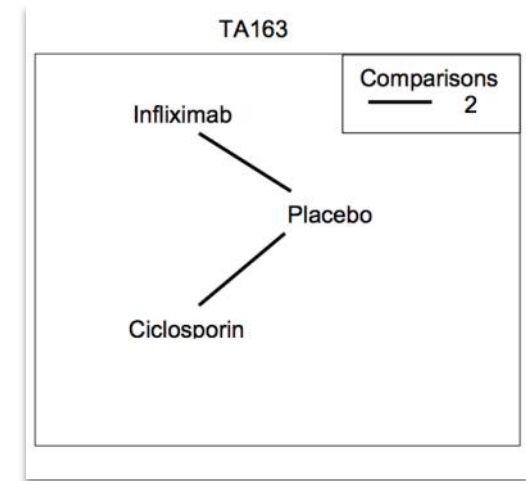 TA163
Comparisons
2
Infliximab
Placebo
Ciclosporin